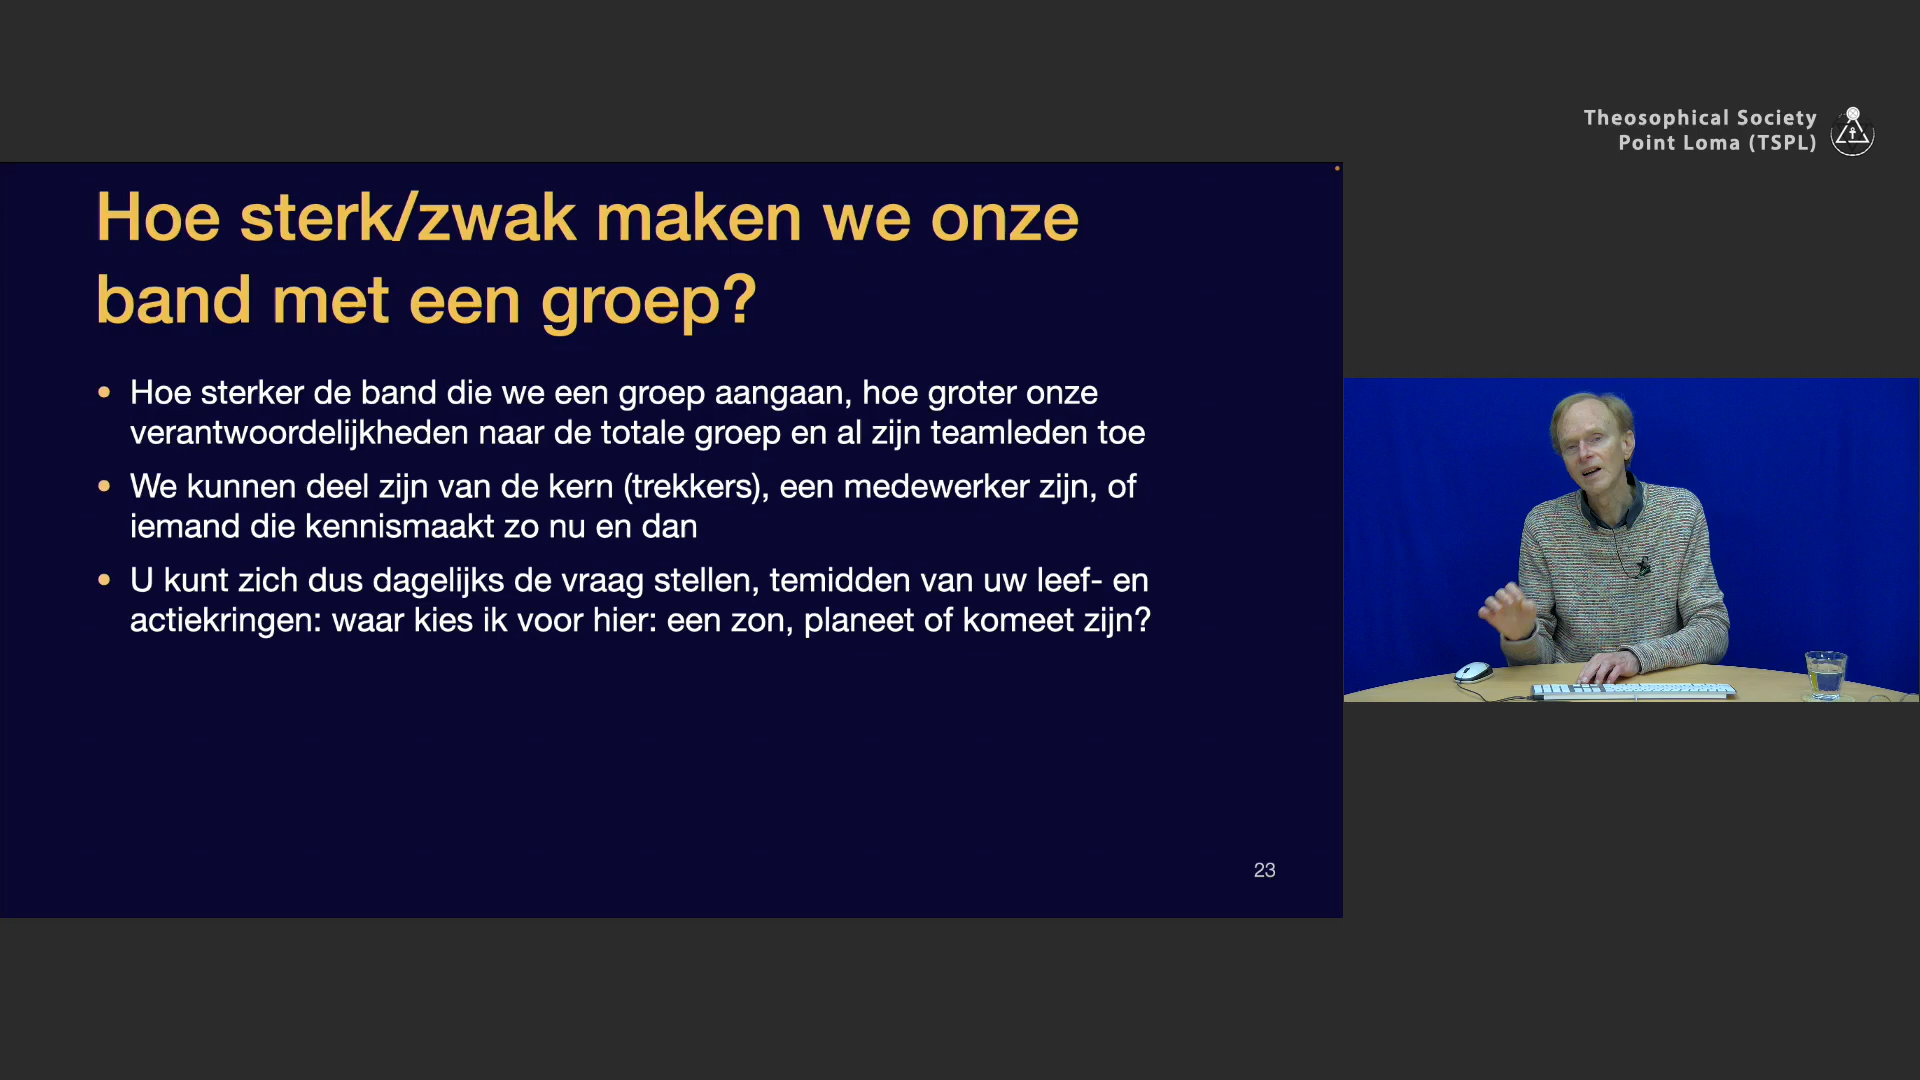 Theosophical Society
Point Loma (TSPL)
Hoe sterk/zwak maken we onze
band met een groep?
• Hoe sterker de band die we een groep aangaan, hoe groter onze
verantwoordelijkheden naar de totale groep en al zijn teamleden toe
• We kunnen deel zijn van de kern (trekkers), een medewerker zijn, of
iemand die kennismaakt zo nu en dan
• U kunt zich dus dagelijks de vraag stellen, temidden van uw leef- en
actiekringen: waar kies ik voor hier: een zon, planeet of komeet zijn?
23